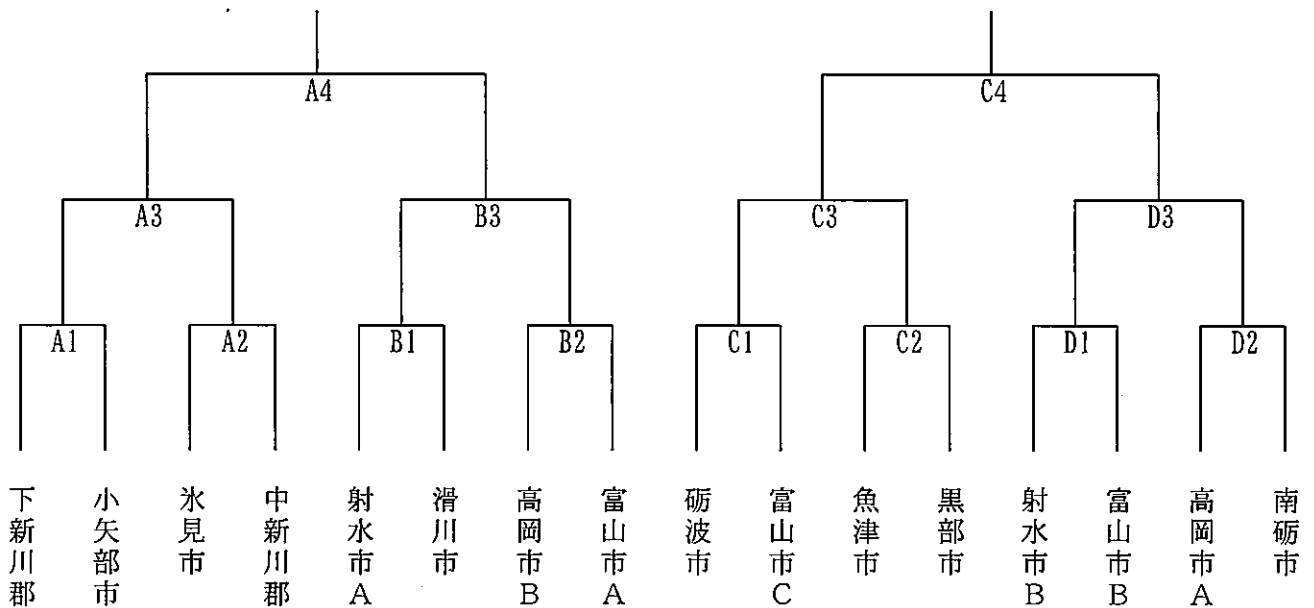 A4
C4
A3
B3
C3
D3
A1
A2
B1
B2
C1
C2
D1
D2
下新川郡
小矢部市
氷見市
中新川郡
射水市A
滑川市
高岡市B
富山市A
砺波市
富山市C
魚津市
黒部市
射水市B
富山市B
高岡市A
南砺市